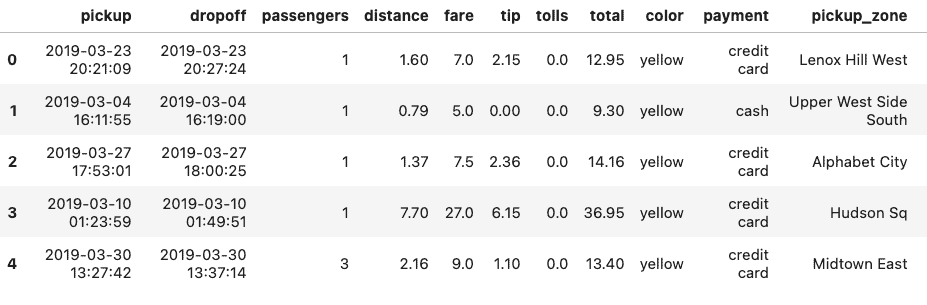 pickup dropoff passengers distance fare tip tolls total color payment pickup_zone
0 2019-03-23 20:21:09 2019-03-23 20:27:24 1 1.60 7.0 2.15 0.0 12.95 yellow credit card Lenox Hill West
1 2019-03-04 16:11:55 2019-03-04 16:19:00 1 0.79 5.0 0.00 0.0 9.30 yellow cash Upper West Side South
2 2019-03-27 17:53:01 2019-03-27 18:00:25 1 1.37 7.5 2.36 0.0 14.16 yellow credit card Alphabet City
3 2019-03-10 01:23:59 2019-03-10 01:49:51 1 7.70 27.0 6.15 0.0 36.95 yellow credit card Hudson Sq
4 2019-03-30 13:27:42 2019-03-30 13:37:14 3 2.16 9.0 1.10 0.0 13.40 yellow credit card Midtown East